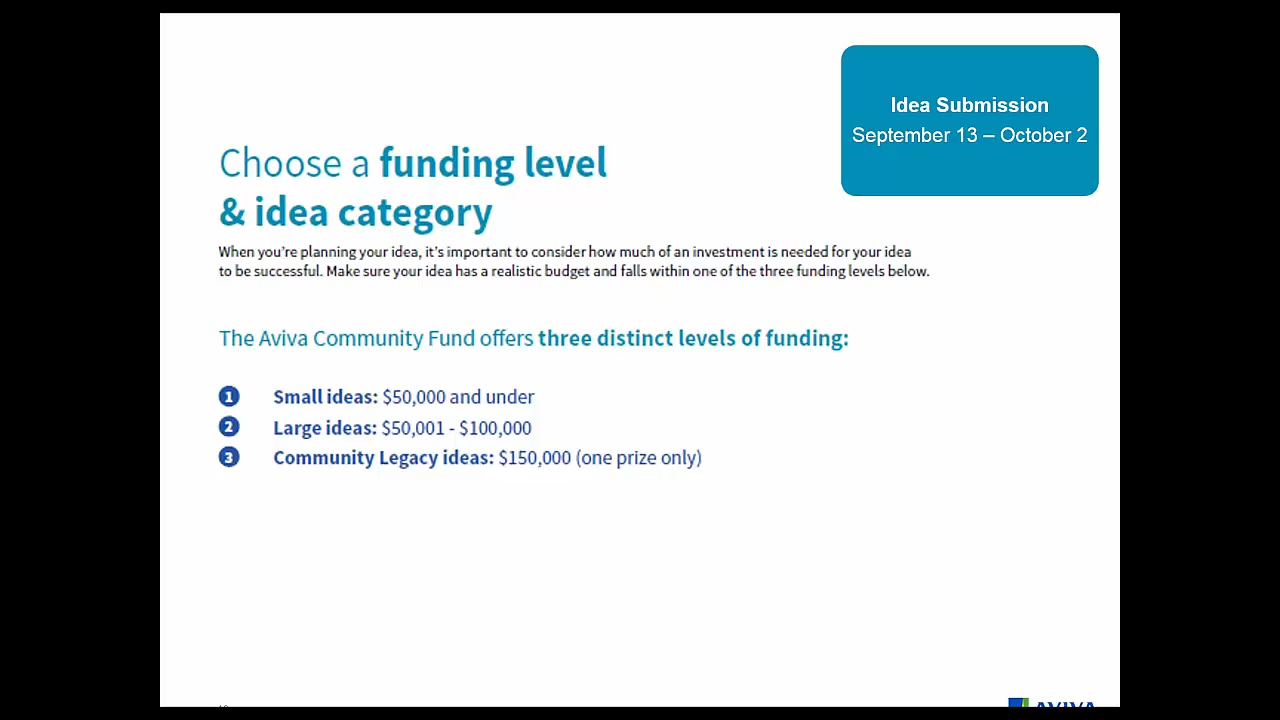 Idea Submission
September 13 – October 2
Choose a funding level
& idea category
When you're planning your idea, it's important to consider how much of an investment is needed for your idea
to be successful. Make sure your idea has a realistic budget and falls within one of the three funding levels below.
The Aviva Community Fund offers three distinct levels of funding:
1 Small ideas: $50,000 and under
2 Large ideas: $50,001 - $100,000
3 Community Legacy ideas: $150,000 (one prize only)
AVIVA